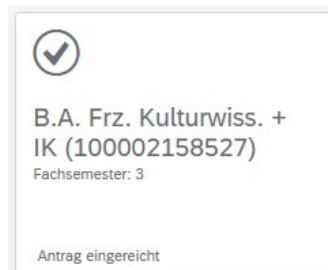 B.A. Frz. Kulturwiss. +
IK (100002158527)
Fachsemester: 3
Antrag eingereicht